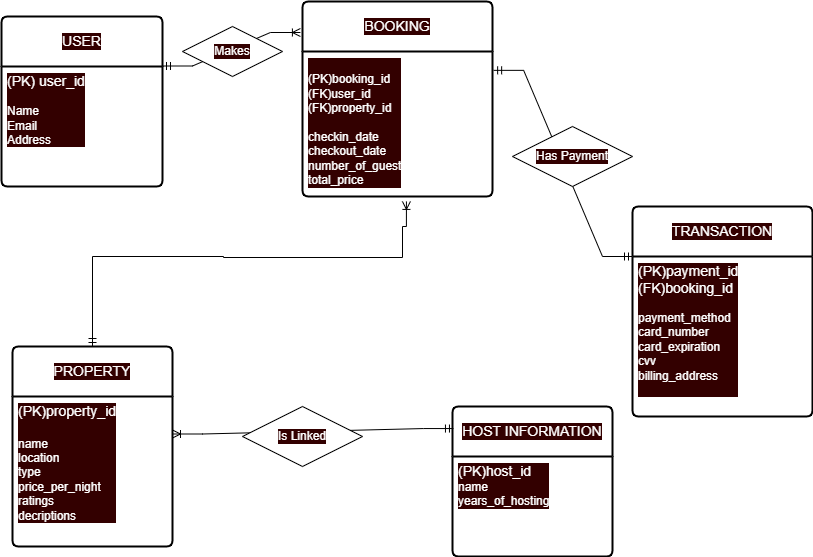 USER
(PK) user_id
Name
Email
Address
Makes
BOOKING
(PK)booking_id
(FK)user_id
(FK)property_id
checkin_date
checkout_date
number_of_guest
total_price
Has Payment
TRANSACTION
(PK)payment_id
(FK)booking_id
payment_method
card_number
card_expiration
cvv
billing_address
PROPERTY
(PK)property_id
name
location
type
price_per_night
ratings
decriptions
Is Linked
HOST INFORMATION
(PK)host_id
name
years_of_hosting